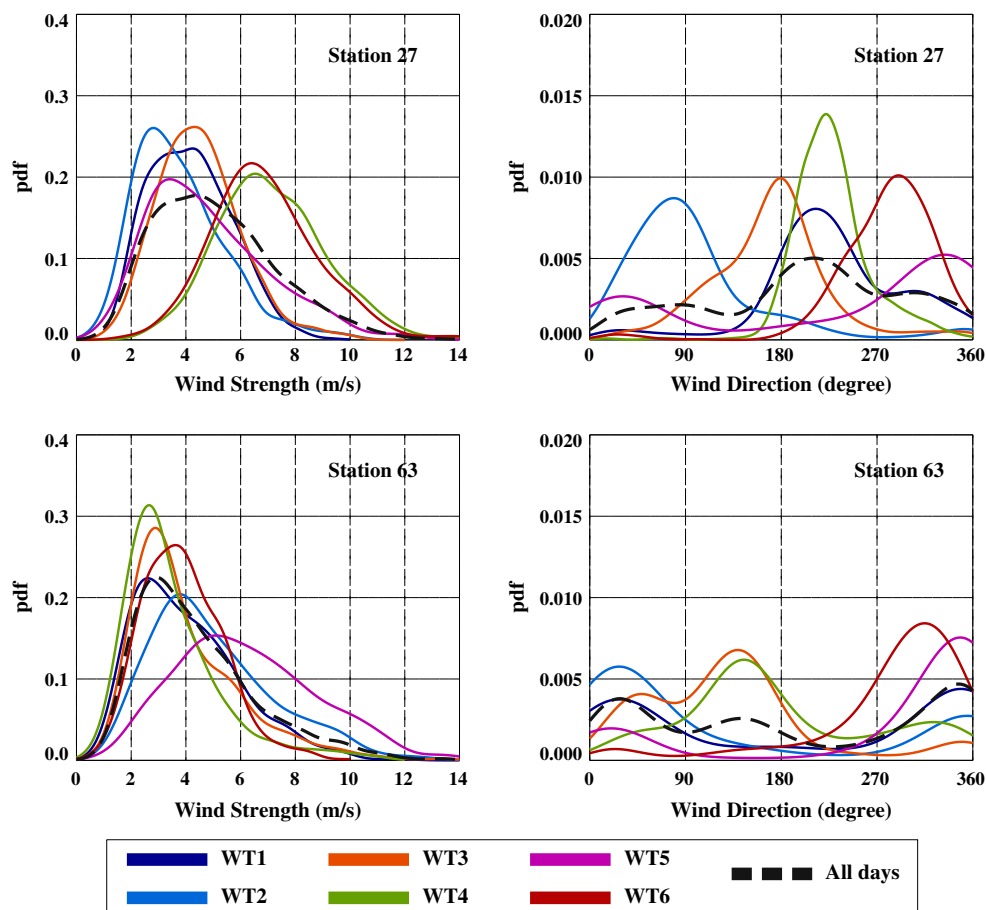 0.4
0.3
0.2
0.1
0.0
pdf
Station 27
0 2 4 6 8 10 12 14
Wind Strength (m/s)
0.020
0.015
0.010
0.005
0.000
pdf
Station 27
0 90 180 270 360
Wind Direction (degree)
0.4
0.3
0.2
0.1
0.0
pdf
Station 63
0 2 4 6 8 10 12 14
Wind Strength (m/s)
0.020
0.015
0.010
0.005
0.000
pdf
Station 63
0 90 180 270 360
Wind Direction (degree)
WT1 WT3 WT5 All days
WT2 WT4 WT6